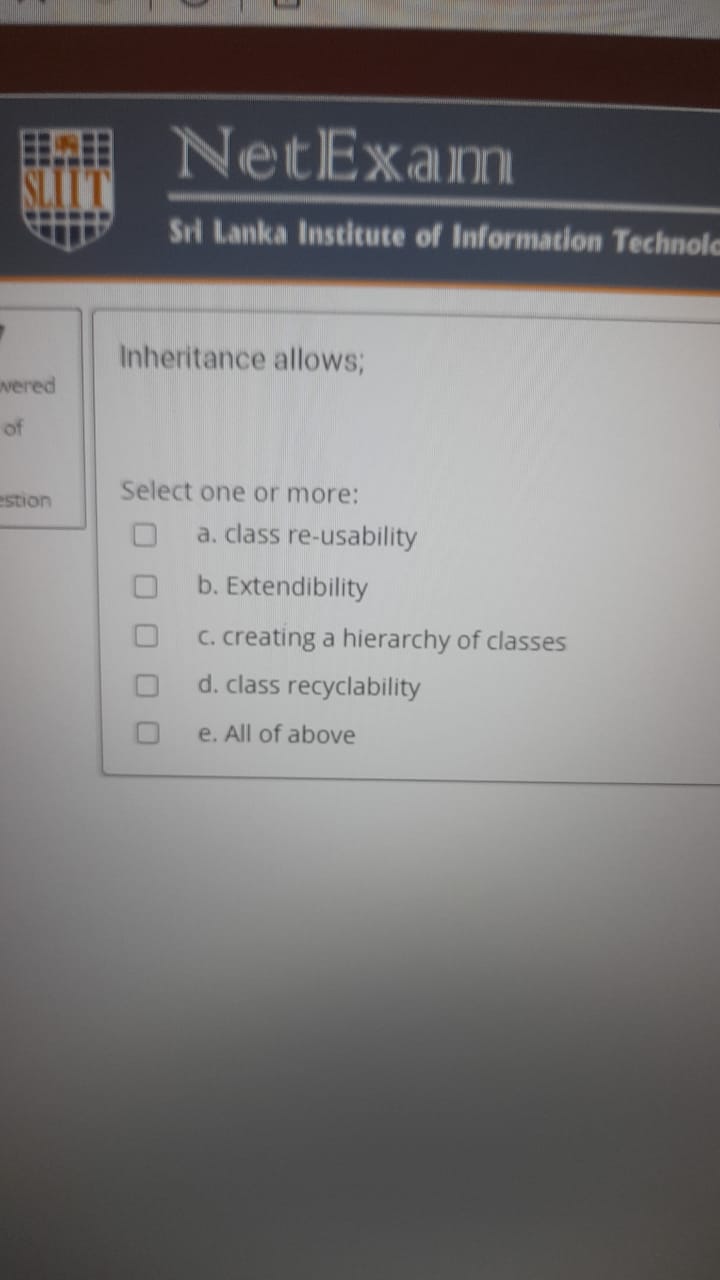 SLIIT
NetExam
Sri Lanka Institute of Information Technolo
wered
of
estion
Inheritance allows;
Select one or more:
a. class re-usability
b. Extendibility
c. creating a hierarchy of classes
d. class recyclability
e. All of above